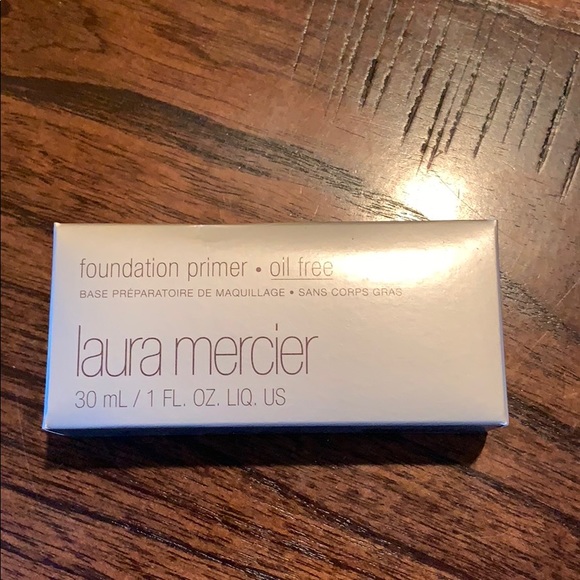 foundation primer • oil free
BASE PRÉPARATOIRE DE MAQUILLAGE • SANS CORPS GRAS
laura mercier
30 mL / 1 FL. OZ. LIQ. US